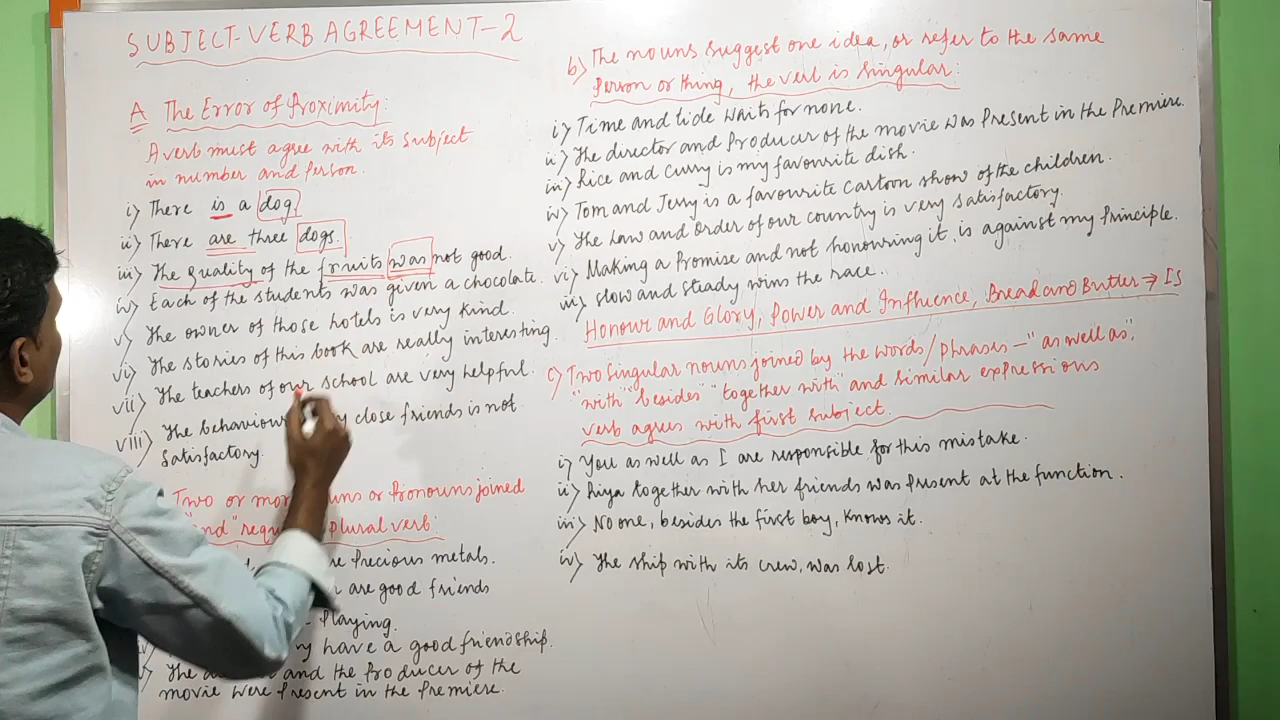 SUBJECT-VERB AGREEMENT-2
A The Error of Proximity:
A verb must agree with its subject
in number and person.
i) There is a dog.
ii) There are three dogs.
iii) The quality of the fruits was not good.
iv) Each of the students was given a chocolate.
v) The owner of those hotels is very kind.
vi) The stories of this book are really interesting.
vii) The teachers of our school are very helpful.
viii) The behaviour close friends is not
satisfactory.
Two or more or Pronouns joined
plural verb:
Precious metals.
are good friends
Playing.
have a good friendship.
The and the Producer of the
movie were Present in the Premiere.
b) The nouns suggest one idea, or refer to the same
Person or thing, the verb is singular:
i) Time and tide waits for none.
ii) The director and Producer of the movie was Present in the Premiere.
iii) Rice and curry is my favourite dish.
iv) Tom and Jerry is a favourite cartoon show of the children.
v) The Law and order of our country is very satisfactory.
vi) Making a Promise and not honouring it, is against my Principle.
iii) Slow and steady wins the race.
Honour and Glory, Power and Influence, Bread and Butter → Is
c) Two singular nouns joined by the words/phrases - "as well as",
"with" "besides" "together with" and similar expressions
verb agrees with first subject.
i) You as well as I are responsible for this mistake.
ii) Riya together with her friends was Present at the function.
iii) No one, besides the first boy, knows it.
iv) The ship with its crew, was lost.